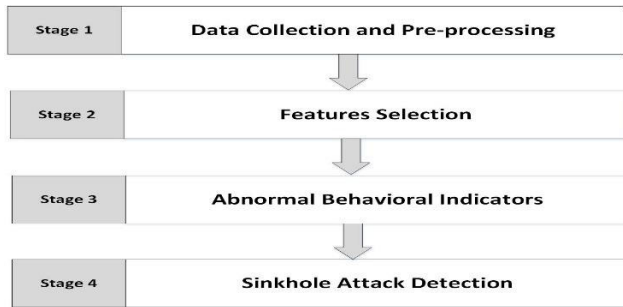 Stage 1 Data Collection and Pre-processing
Stage 2 Features Selection
Stage 3 Abnormal Behavioral Indicators
Stage 4 Sinkhole Attack Detection